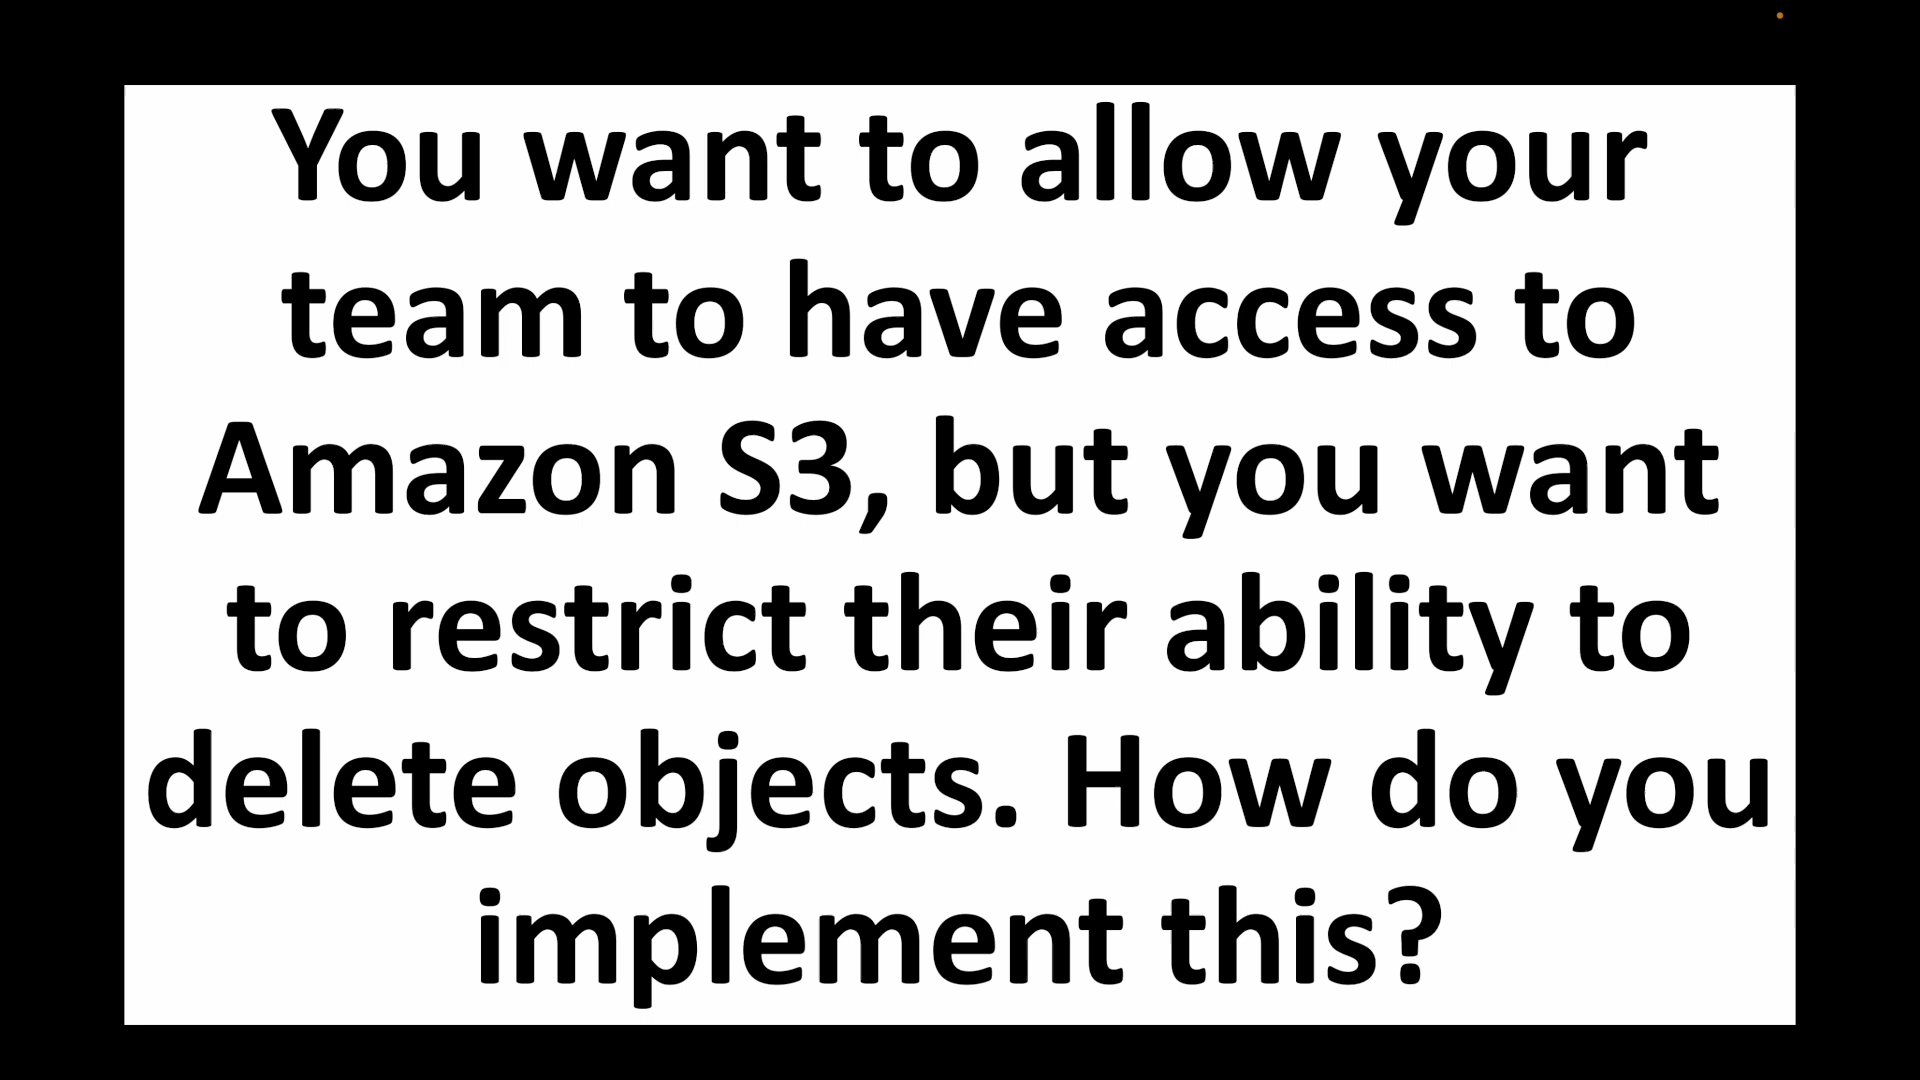 You want to allow your
team to have access to
Amazon S3, but you want
to restrict their ability to
delete objects. How do you
implement this?